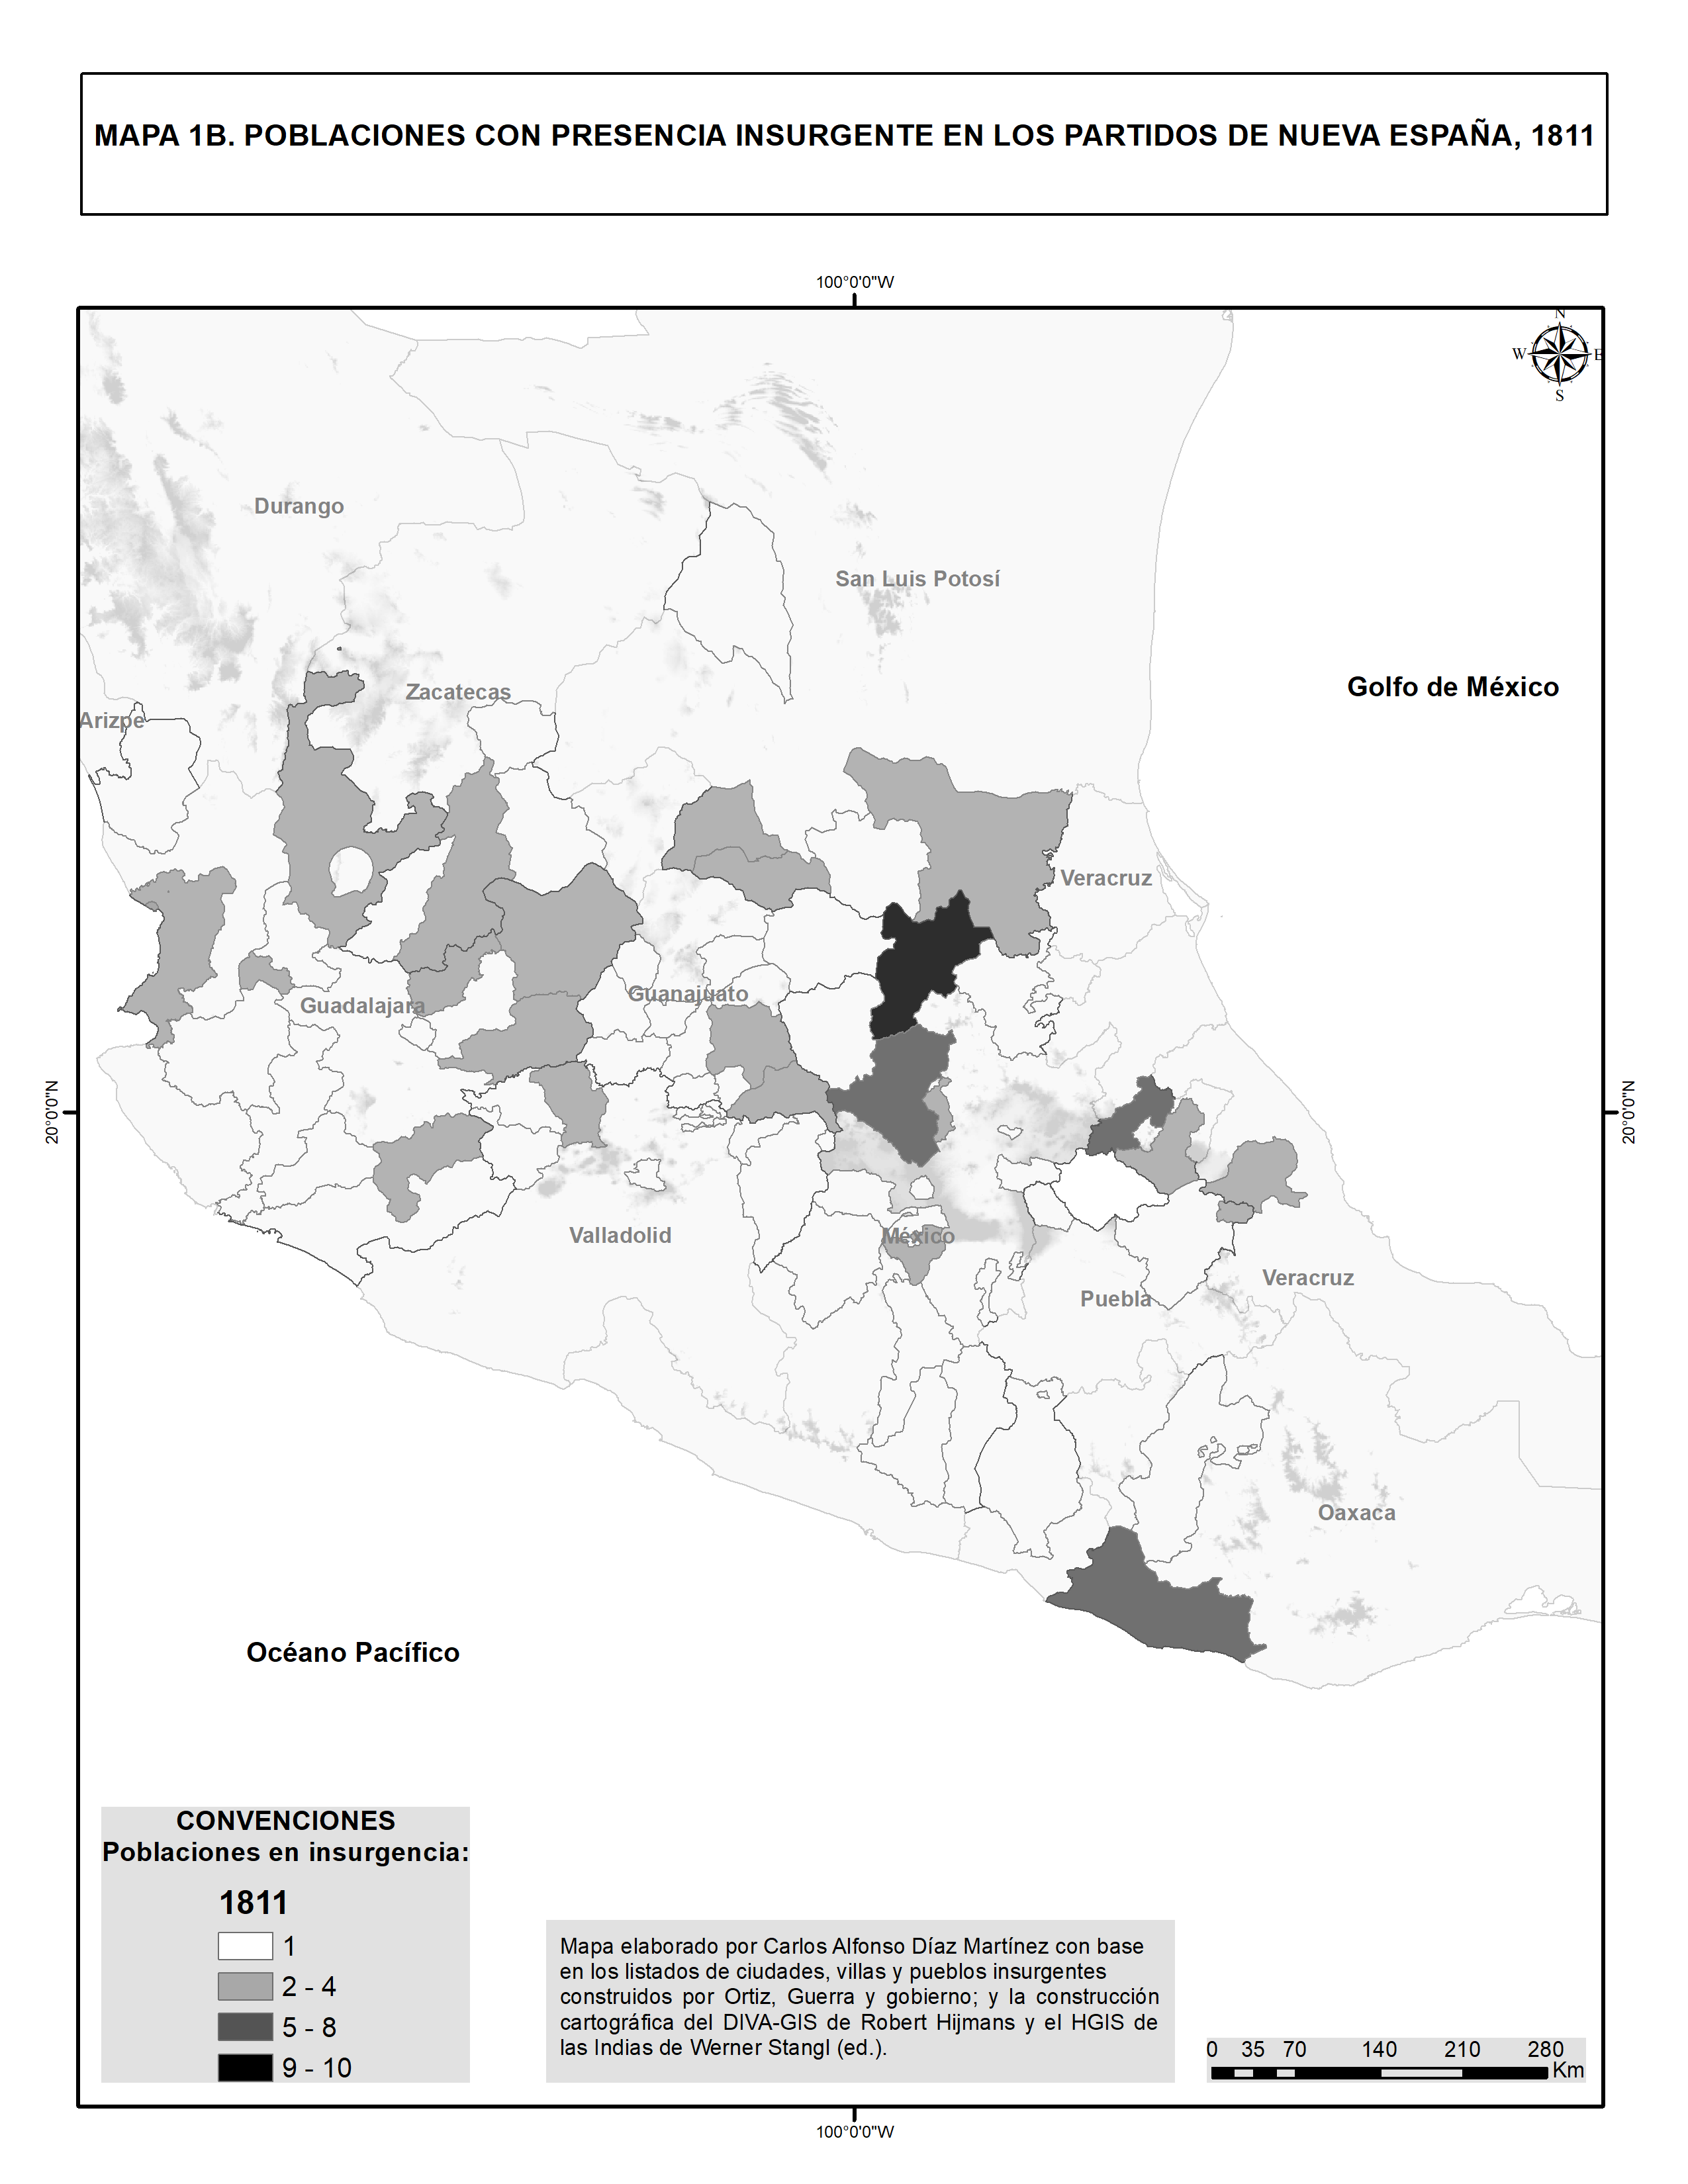 MAPA 1B. POBLACIONES CON PRESENCIA INSURGENTE EN LOS PARTIDOS DE NUEVA ESPAÑA, 1811
100°0'0"W
N
W
E
S
Durango
San Luis Potosí
Golfo de México
Zacatecas
Arizpe
Veracruz
Guanajuato
Guadalajara
20°0'0"N
20°0'0"N
Valladolid
México
Veracruz
Puebla
Oaxaca
Océano Pacífico
CONVENCIONES
Poblaciones en insurgencia:
1811
1
2 - 4
5 - 8
9 - 10
Mapa elaborado por Carlos Alfonso Díaz Martínez con base
en los listados de ciudades, villas y pueblos insurgentes
construidos por Ortiz, Guerra y gobierno; y la construcción
cartográfica del DIVA-GIS de Robert Hijmans y el HGIS de
las Indias de Werner Stangl (ed.).
0 35 70 140 210 280
Km
100°0'0"W